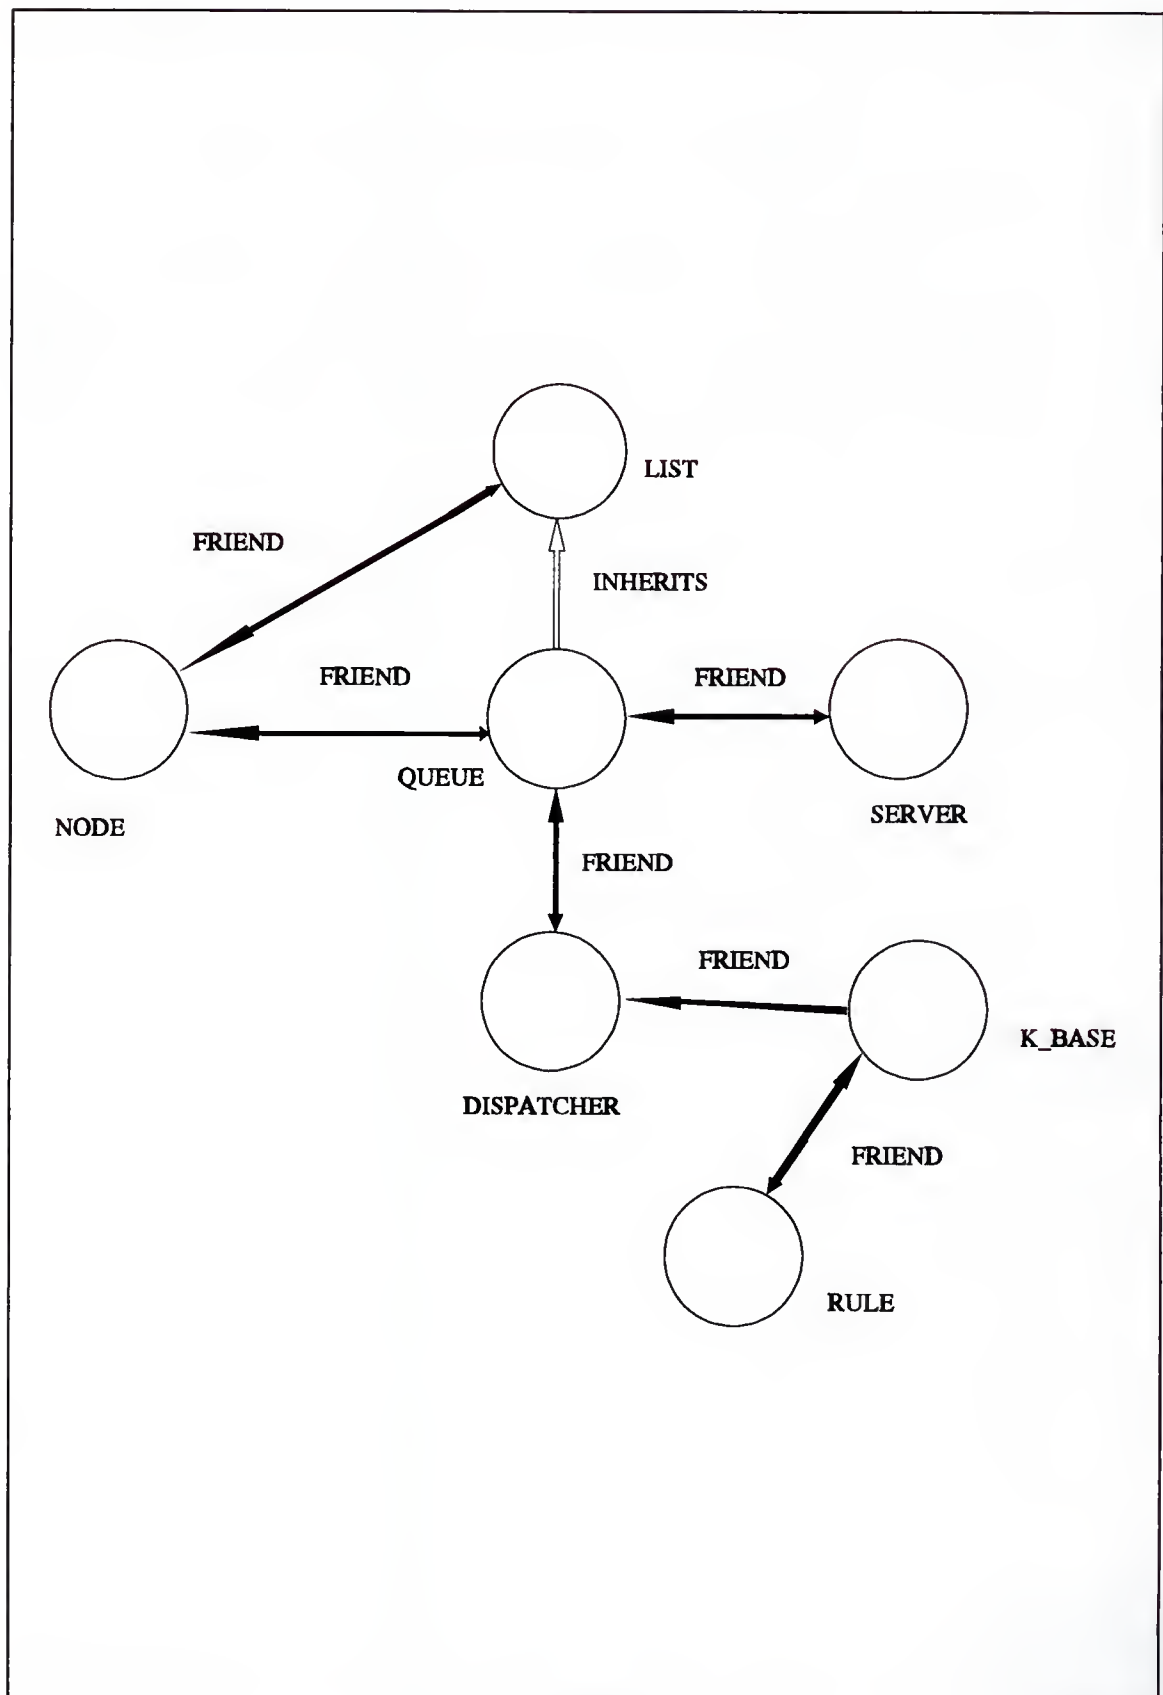 LIST
FRIEND
INHERITS
FRIEND
FRIEND
QUEUE
SERVER
NODE
FRIEND
FRIEND
K_BASE
DISPATCHER
FRIEND
RULE